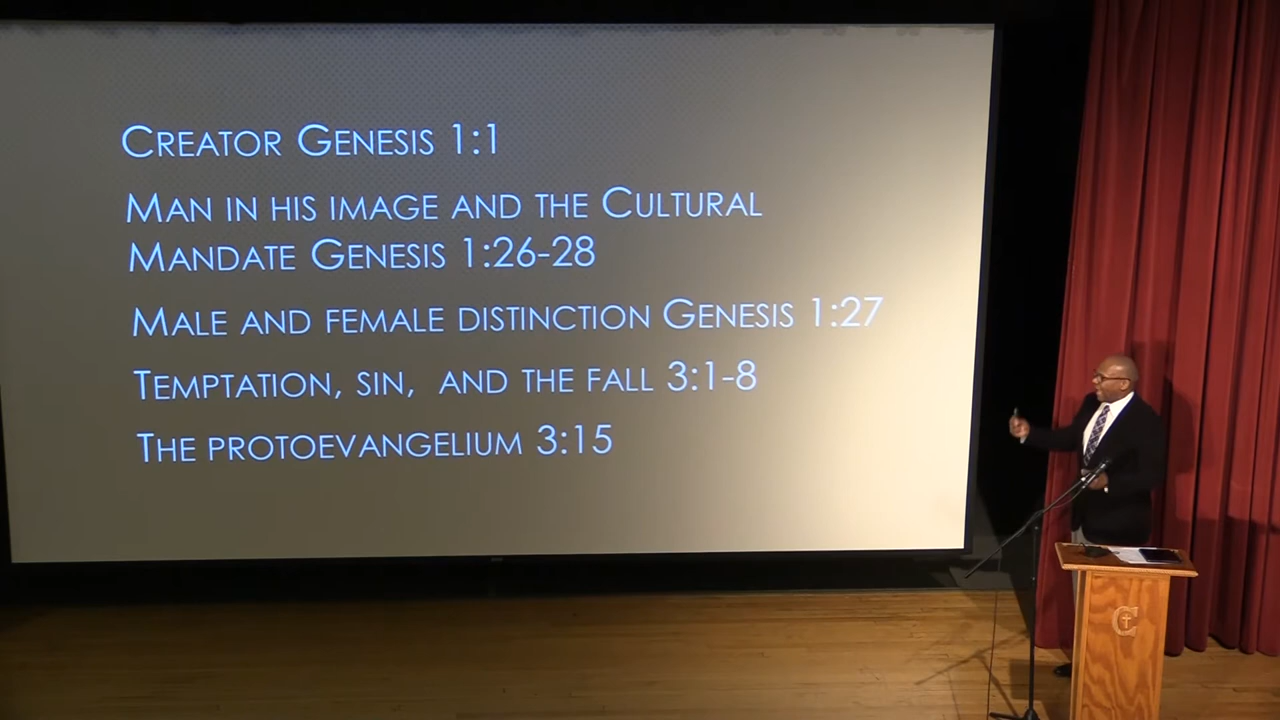 Creator Genesis 1:1
Man in his image and the Cultural
Mandate Genesis 1:26-28
Male and female distinction Genesis 1:27
Temptation, sin, and the fall 3:1-8
The protoevangelium 3:15
C